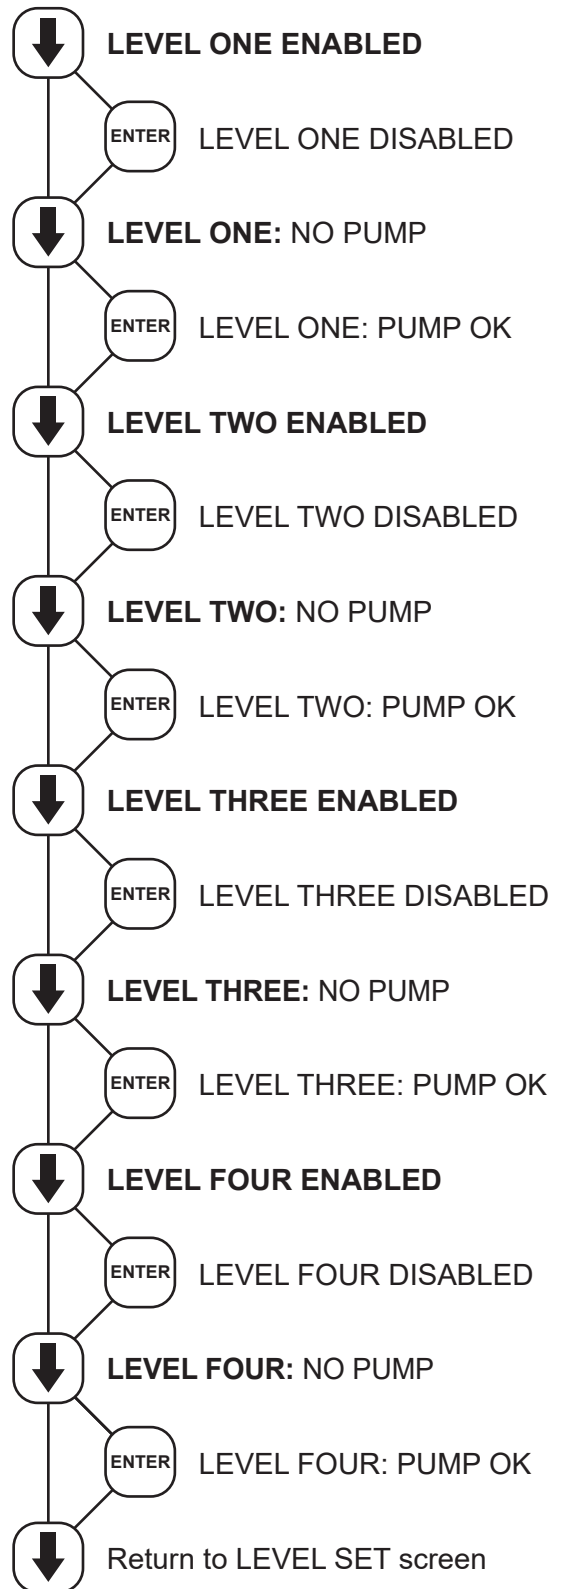 LEVEL ONE ENABLED
ENTER LEVEL ONE DISABLED
LEVEL ONE: NO PUMP
ENTER LEVEL ONE: PUMP OK
LEVEL TWO ENABLED
ENTER LEVEL TWO DISABLED
LEVEL TWO: NO PUMP
ENTER LEVEL TWO: PUMP OK
LEVEL THREE ENABLED
ENTER LEVEL THREE DISABLED
LEVEL THREE: NO PUMP
ENTER LEVEL THREE: PUMP OK
LEVEL FOUR ENABLED
ENTER LEVEL FOUR DISABLED
LEVEL FOUR: NO PUMP
ENTER LEVEL FOUR: PUMP OK
Return to LEVEL SET screen